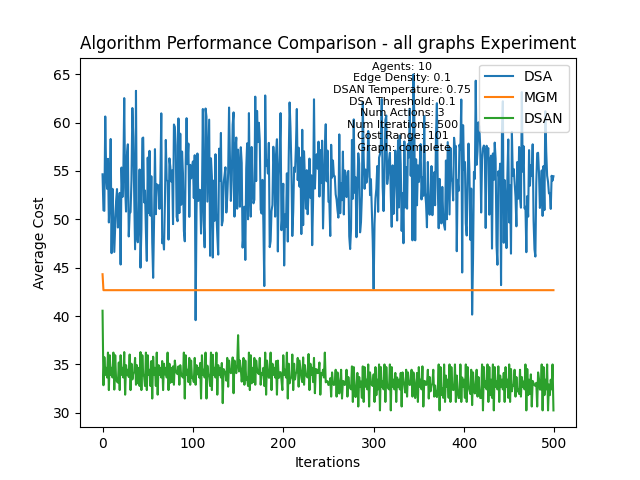 Algorithm Performance Comparison - all graphs Experiment
Agents: 10
Edge Density: 0.1
DSAN Temperature: 0.75
DSA Threshold: 0.1
Num Actions: 3
Num Iterations: 500
Cost Range: 101
Graph: complete
DSA
MGM
DSAN
Average Cost
65
60
55
50
45
40
35
30
0
100
200
300
400
500
Iterations